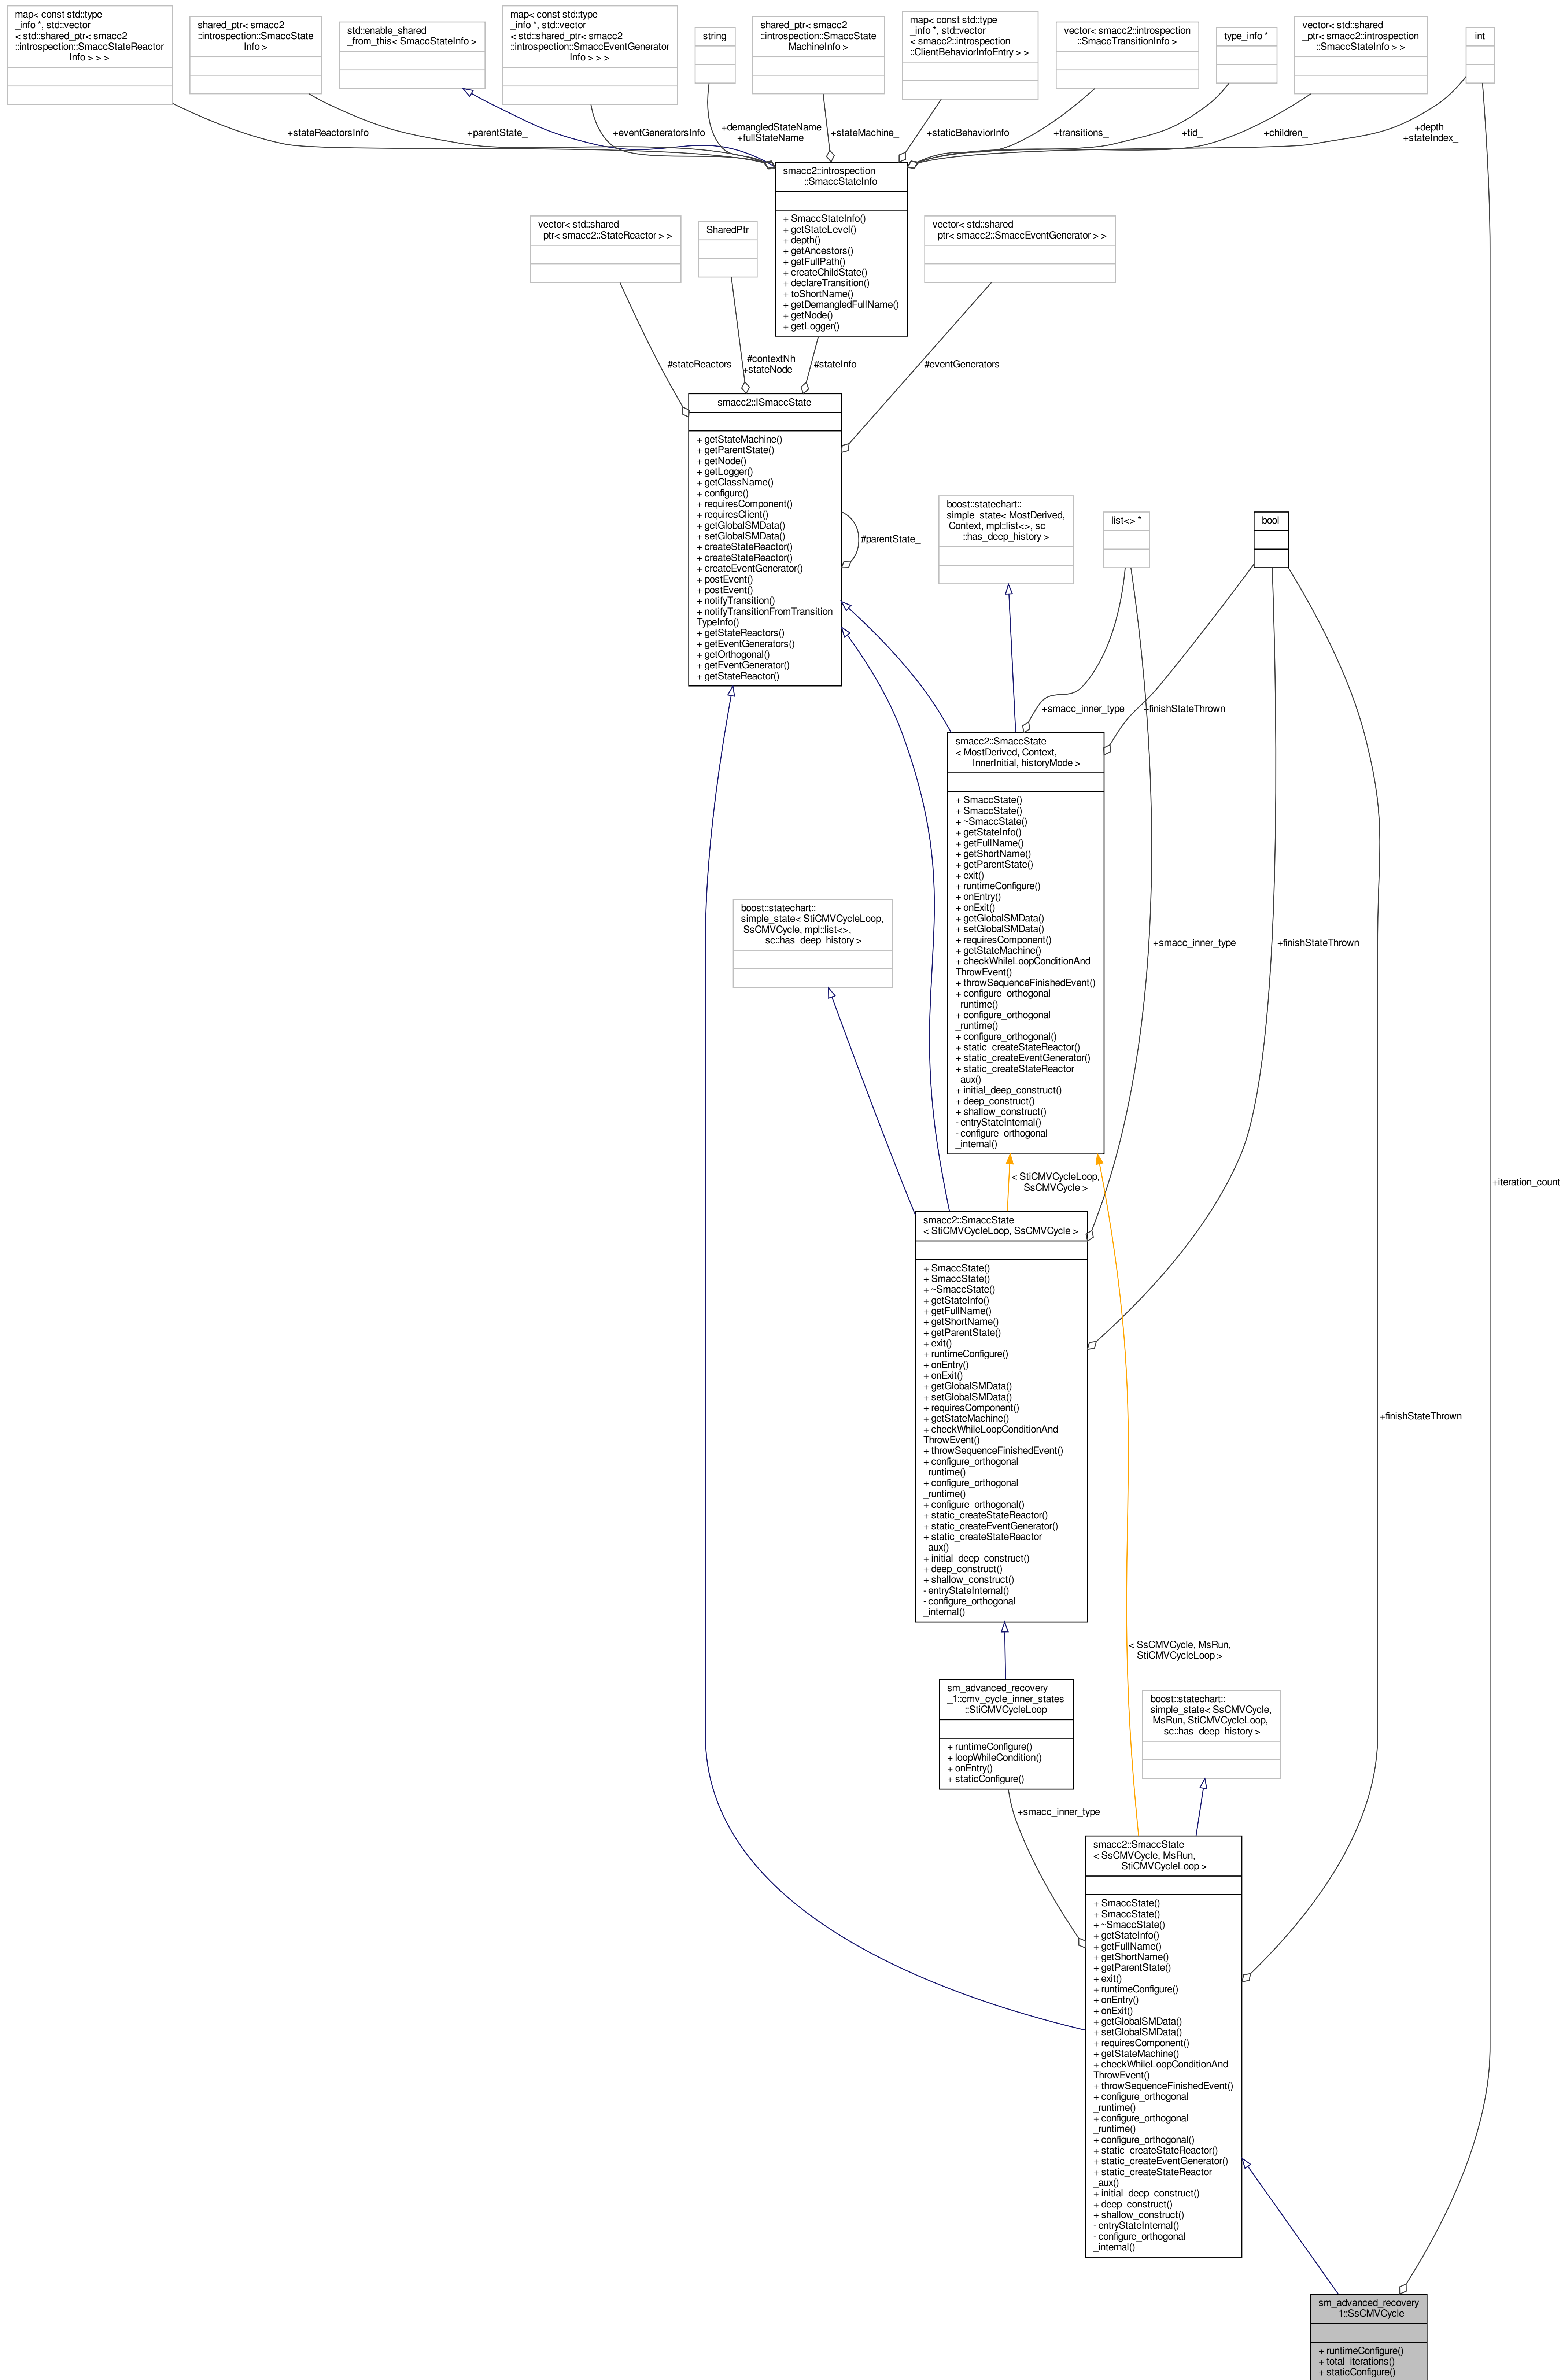 map< const std::type
_info *, std::vector
< std::shared_ptr< smacc2
::introspection::SmaccStateReactor
Info > > >
shared_ptr< smacc2
::introspection::SmaccState
Info >
std::enable_shared
_from_this< SmaccStateInfo >
map< const std::type
_info *, std::vector
< std::shared_ptr< smacc2
::introspection::SmaccEventGenerator
Info > > >
string
shared_ptr< smacc2
::introspection::SmaccState
MachineInfo >
map< const std::type
_info *, std::vector
< smacc2::introspection
::ClientBehaviorInfoEntry > >
vector< smacc2::introspection
::SmaccTransitionInfo >
type_info *
vector< std::shared
_ptr< smacc2::introspection
::SmaccStateInfo > >
int
+stateReactorsInfo
+parentState_
+eventGeneratorsInfo
+demangledStateName
+fullStateName
+stateMachine_
+staticBehaviorInfo
+transitions_
+tid_
+children_
+depth_
+stateIndex_
smacc2::introspection
::SmaccStateInfo
+ SmaccStateInfo()
+ getStateLevel()
+ depth()
+ getAncestors()
+ getFullPath()
+ createChildState()
+ declareTransition()
+ toShortName()
+ getDemangledFullName()
+ getNode()
+ getLogger()
vector< std::shared
_ptr< smacc2::StateReactor > >
SharedPtr
vector< std::shared
_ptr< smacc2::SmaccEventGenerator > >
#stateReactors_
#contextNh
+stateNode_
#stateInfo_
#eventGenerators_
smacc2::ISmaccState
+ getStateMachine()
+ getParentState()
+ getNode()
+ getLogger()
+ getClassName()
+ configure()
+ requiresComponent()
+ requiresClient()
+ getGlobalSMData()
+ setGlobalSMData()
+ createStateReactor()
+ createStateReactor()
+ createEventGenerator()
+ postEvent()
+ postEvent()
+ notifyTransition()
+ notifyTransitionFromTransition
TypeInfo()
+ getStateReactors()
+ getEventGenerators()
+ getOrthogonal()
+ getEventGenerator()
+ getStateReactor()
#parentState_
boost::statechart::
simple_state< MostDerived,
Context, mpl::list<>, sc
::has_deep_history >
list<> *
bool
+smacc_inner_type
+finishStateThrown
smacc2::SmaccState
< MostDerived, Context,
InnerInitial, historyMode >
+ SmaccState()
+ SmaccState()
+ ~SmaccState()
+ getStateInfo()
+ getFullName()
+ getShortName()
+ getParentState()
+ exit()
+ runtimeConfigure()
+ onEntry()
+ onExit()
+ getGlobalSMData()
+ setGlobalSMData()
+ requiresComponent()
+ getStateMachine()
+ checkWhileLoopConditionAnd
ThrowEvent()
+ throwSequenceFinishedEvent()
+ configure_orthogonal
_runtime()
+ configure_orthogonal
_runtime()
+ configure_orthogonal()
+ static_createStateReactor()
+ static_createEventGenerator()
+ static_createStateReactor
_aux()
+ initial_deep_construct()
+ deep_construct()
+ shallow_construct()
- entryStateInternal()
- configure_orthogonal
_internal()
boost::statechart::
simple_state< StiCMVCycleLoop,
SsCMVCycle, mpl::list<>,
sc::has_deep_history >
+smacc_inner_type
+finishStateThrown
< StiCMVCycleLoop,
SsCMVCycle >
+iteration_count
smacc2::SmaccState
< StiCMVCycleLoop, SsCMVCycle >
+ SmaccState()
+ SmaccState()
+ ~SmaccState()
+ getStateInfo()
+ getFullName()
+ getShortName()
+ getParentState()
+ exit()
+ runtimeConfigure()
+ onEntry()
+ onExit()
+ getGlobalSMData()
+ setGlobalSMData()
+ requiresComponent()
+ getStateMachine()
+ checkWhileLoopConditionAnd
ThrowEvent()
+ throwSequenceFinishedEvent()
+ configure_orthogonal
_runtime()
+ configure_orthogonal
_runtime()
+ configure_orthogonal()
+ static_createStateReactor()
+ static_createEventGenerator()
+ static_createStateReactor
_aux()
+ initial_deep_construct()
+ deep_construct()
+ shallow_construct()
- entryStateInternal()
- configure_orthogonal
_internal()
+finishStateThrown
< SsCMVCycle, MsRun,
StiCMVCycleLoop >
sm_advanced_recovery
_1::cmv_cycle_inner_states
::StiCMVCycleLoop
+ runtimeConfigure()
+ loopWhileCondition()
+ onEntry()
+ staticConfigure()
boost::statechart::
simple_state< SsCMVCycle,
MsRun, StiCMVCycleLoop,
sc::has_deep_history >
+smacc_inner_type
smacc2::SmaccState
< SsCMVCycle, MsRun,
StiCMVCycleLoop >
+ SmaccState()
+ SmaccState()
+ ~SmaccState()
+ getStateInfo()
+ getFullName()
+ getShortName()
+ getParentState()
+ exit()
+ runtimeConfigure()
+ onEntry()
+ onExit()
+ getGlobalSMData()
+ setGlobalSMData()
+ requiresComponent()
+ getStateMachine()
+ checkWhileLoopConditionAnd
ThrowEvent()
+ throwSequenceFinishedEvent()
+ configure_orthogonal
_runtime()
+ configure_orthogonal
_runtime()
+ configure_orthogonal()
+ static_createStateReactor()
+ static_createEventGenerator()
+ static_createStateReactor
_aux()
+ initial_deep_construct()
+ deep_construct()
+ shallow_construct()
- entryStateInternal()
- configure_orthogonal
_internal()
sm_advanced_recovery
_1::SsCMVCycle
+ runtimeConfigure()
+ total_iterations()
+ staticConfigure()